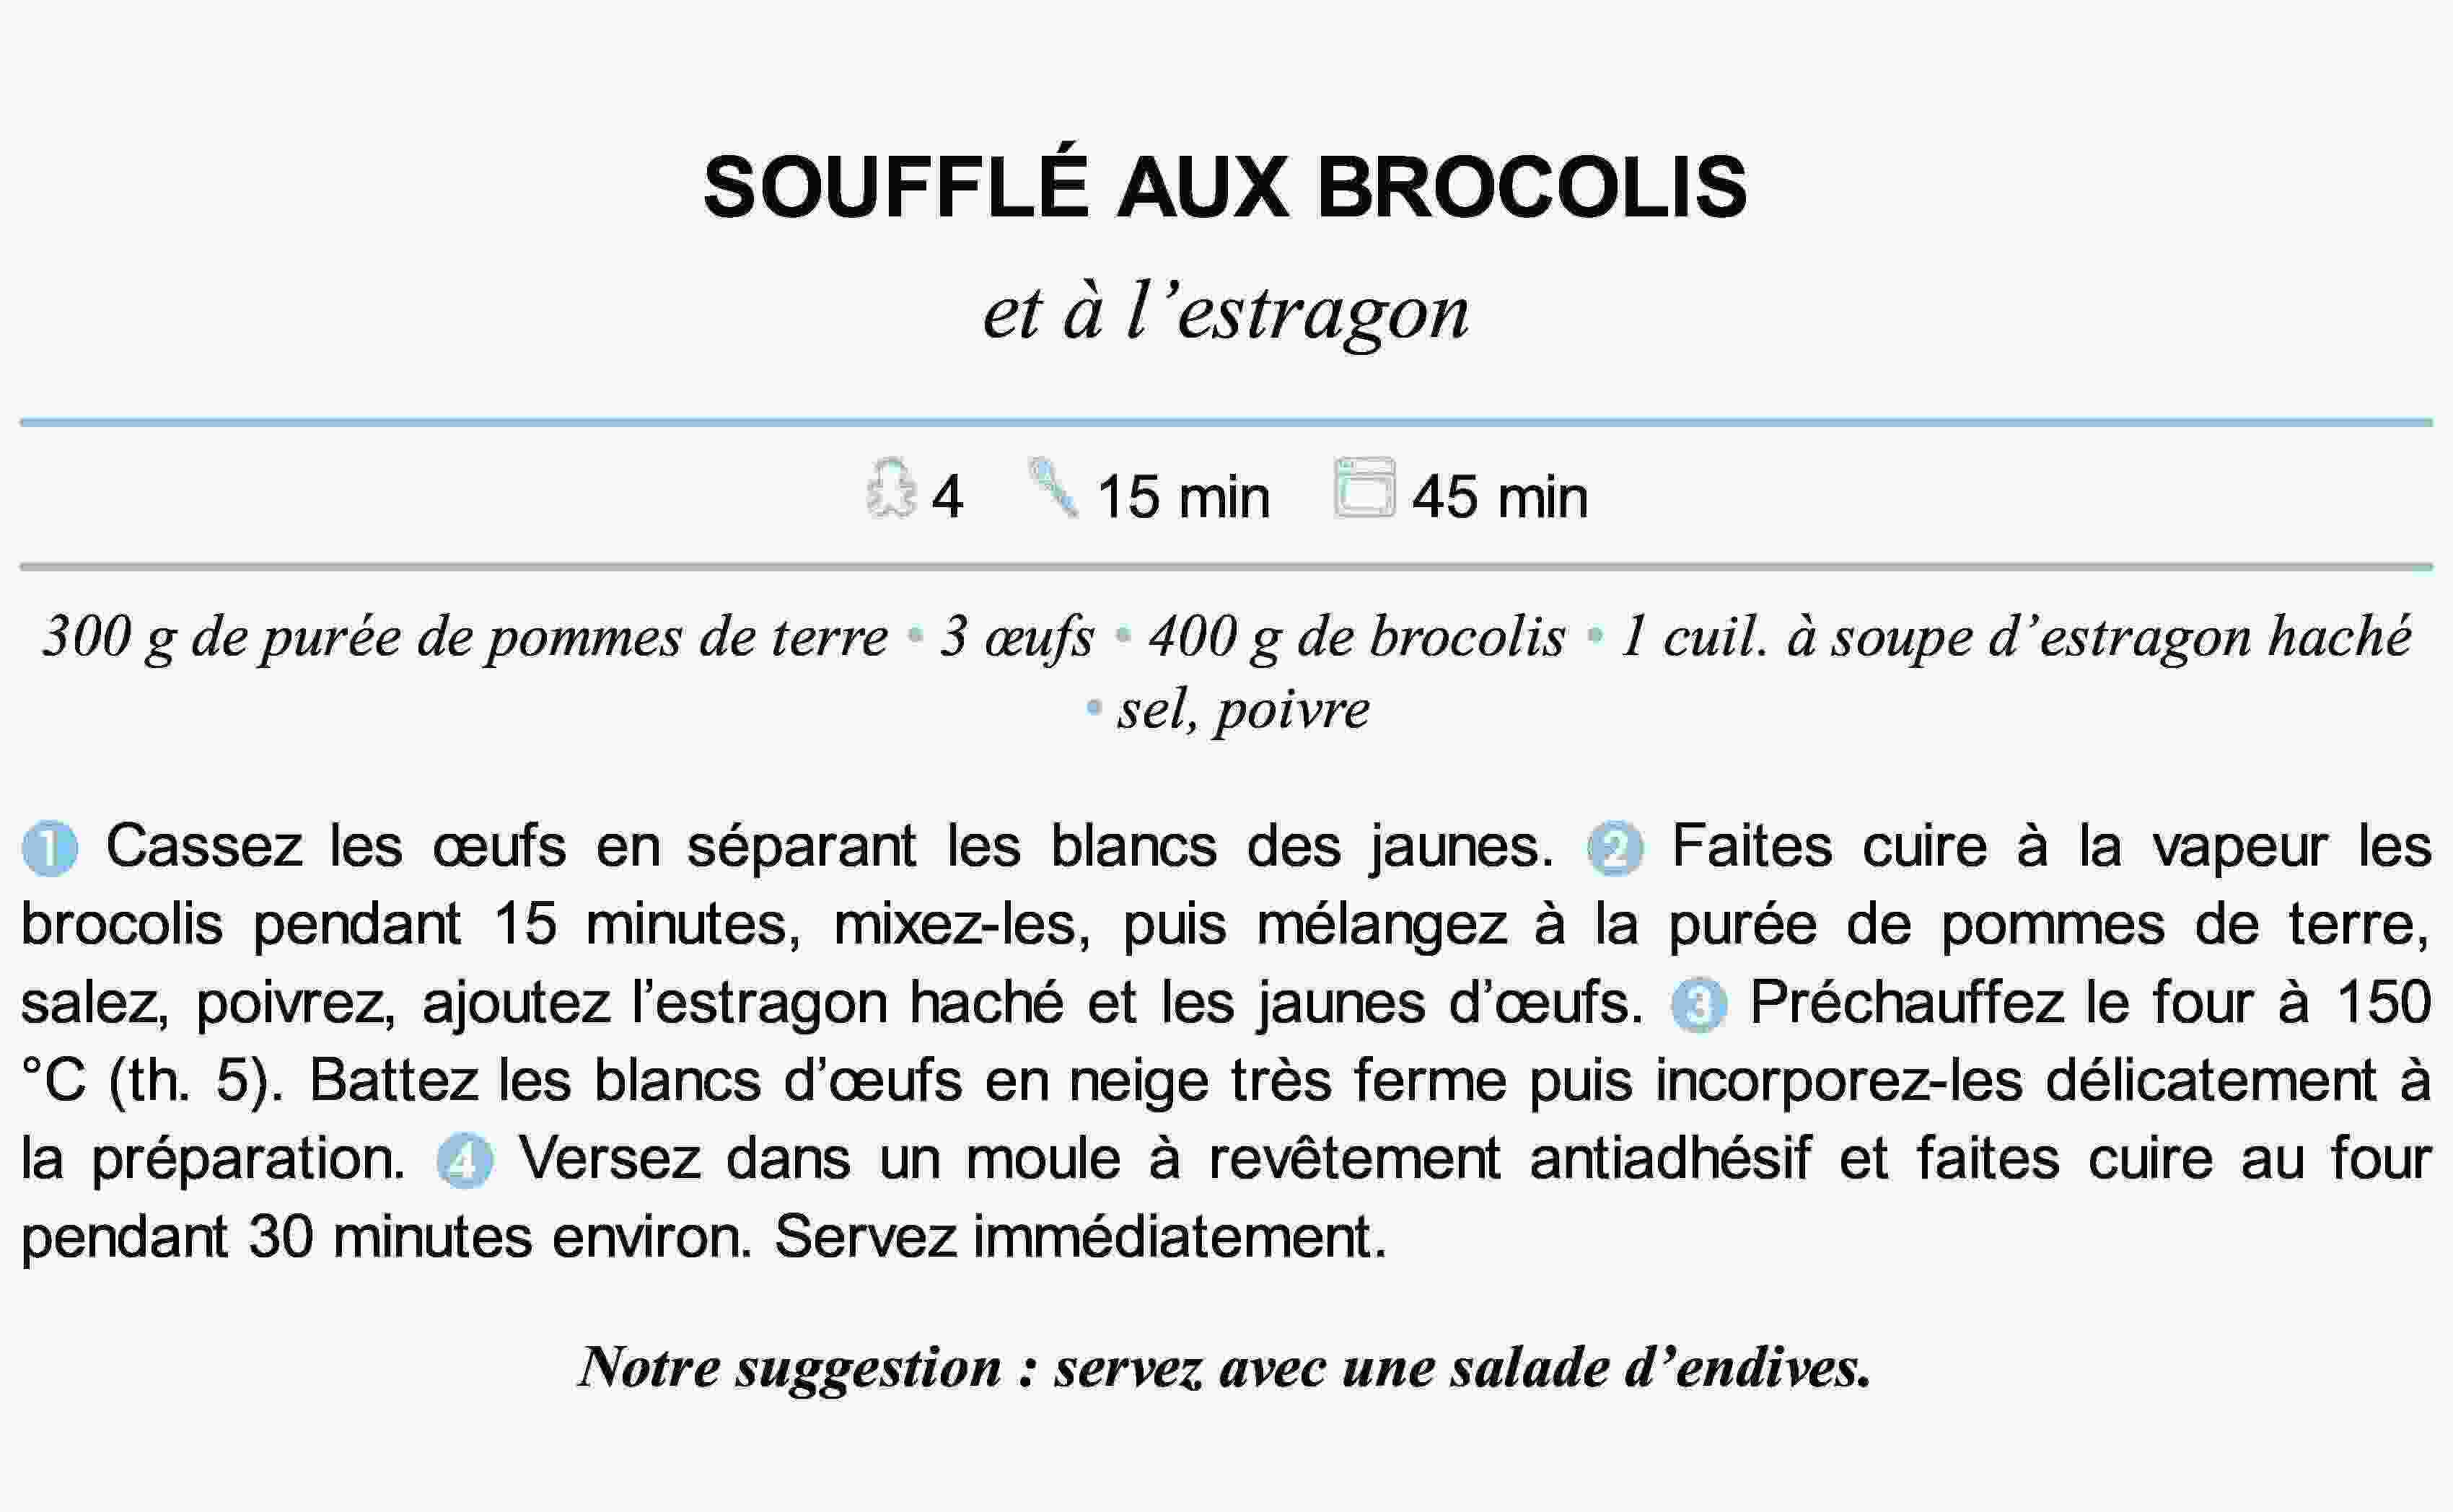 SOUFFLÉ AUX BROCOLIS
et à l’estragon
4 15 min 45 min
300 g de purée de pommes de terre • 3 œufs • 400 g de brocolis • 1 cuil. à soupe d’estragon haché
• sel, poivre
1 Cassez les œufs en séparant les blancs des jaunes. 2 Faites cuire à la vapeur les
brocolis pendant 15 minutes, mixez-les, puis mélangez à la purée de pommes de terre,
salez, poivrez, ajoutez l’estragon haché et les jaunes d’œufs. 3 Préchauffez le four à 150
°C (th. 5). Battez les blancs d’œufs en neige très ferme puis incorporez-les délicatement à
la préparation. 4 Versez dans un moule à revêtement antiadhésif et faites cuire au four
pendant 30 minutes environ. Servez immédiatement.
Notre suggestion : servez avec une salade d’endives.